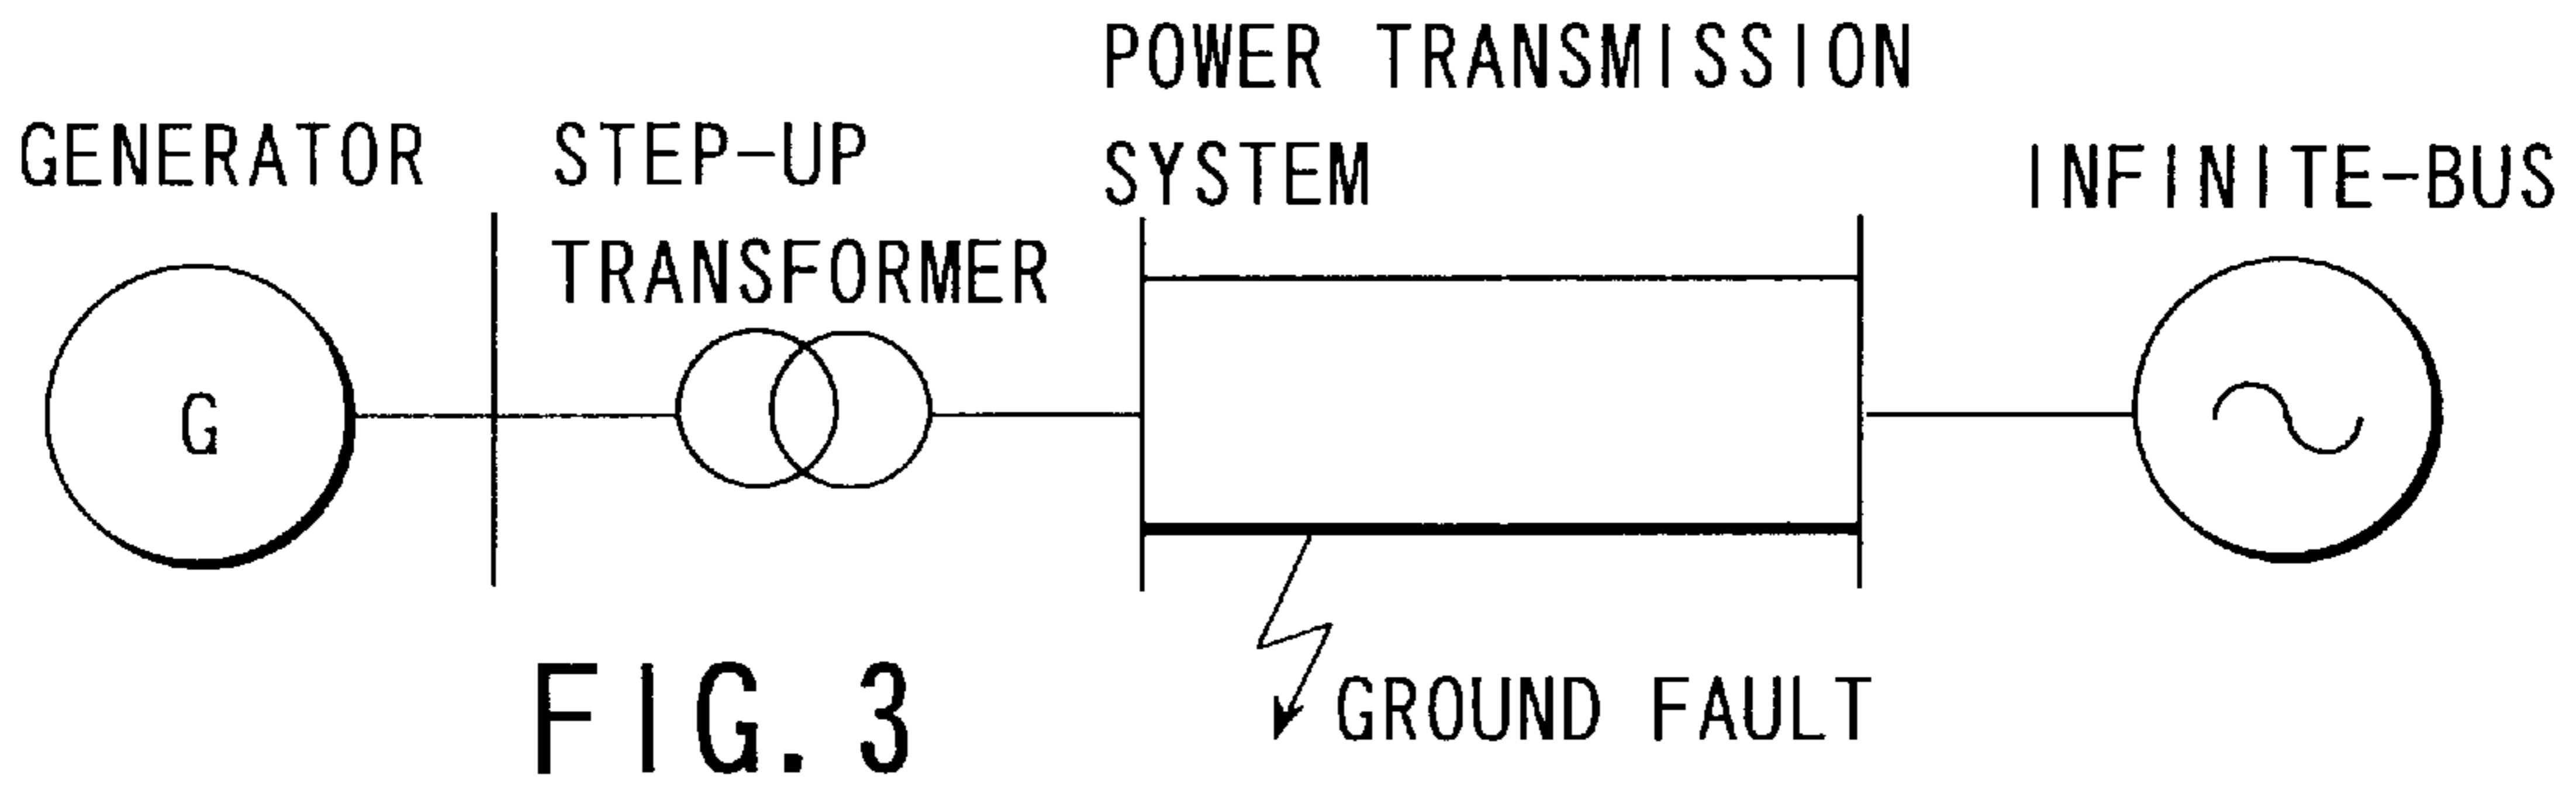 POWER TRANSMISSION
SYSTEM
GENERATOR
STEP-UP
TRANSFORMER
INFINITE-BUS
G
GROUND FAULT
FIG. 3